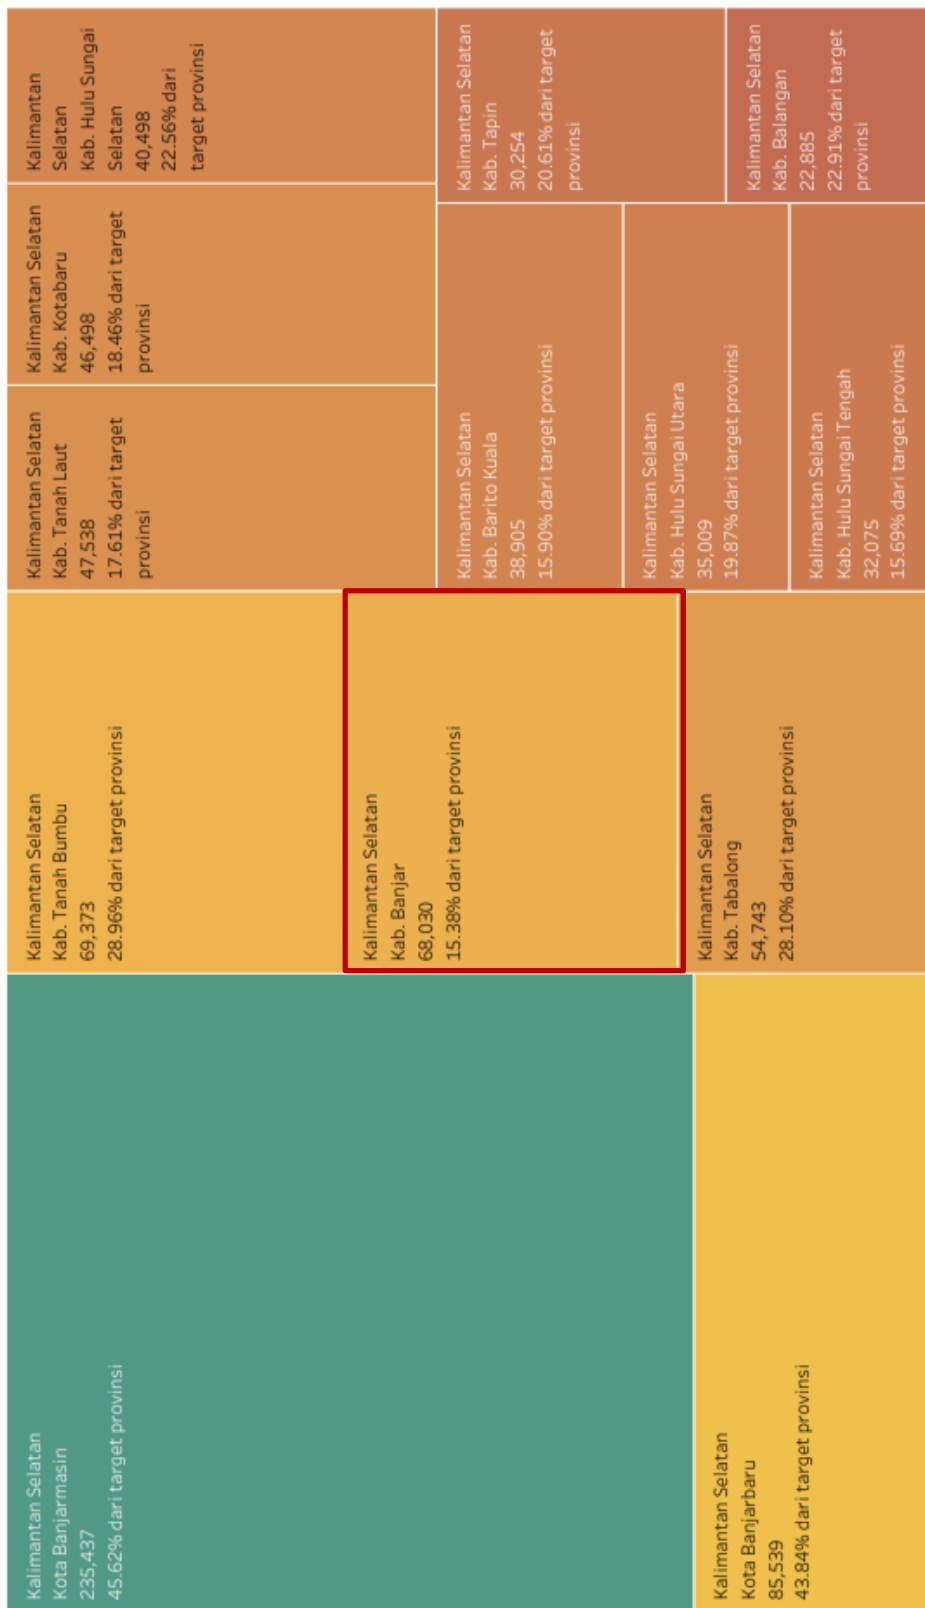 Kalimantan Selatan
Kota Banjarmasin
235,437
45.62% dari target provinsi
Kalimantan Selatan
Kota Banjarbaru
85,539
43.84% dari target provinsi
Kalimantan Selatan
Kab. Tanah Bumbu
69,373
28.96% dari target provinsi
Kalimantan Selatan
Kab. Banjar
68,030
15.38% dari target provinsi
Kalimantan Selatan
Kab. Tabalong
54,743
28.10% dari target provinsi
Kalimantan Selatan
Kab. Tanah Laut
47,538
17.61% dari target
provinsi
Kalimantan Selatan
Kab. Kotabaru
46,498
18.46% dari target
provinsi
Kalimantan
Selatan
Kab. Hulu Sungai
Selatan
40,498
22.56% dari
target provinsi
Kalimantan Selatan
Kab. Barito Kuala
38,905
15.90% dari target provinsi
Kalimantan Selatan
Kab. Hulu Sungai Utara
35,009
19.87% dari target provinsi
Kalimantan Selatan
Kab. Hulu Sungai Tengah
32,075
15.69% dari target provinsi
Kalimantan Selatan
Kab. Tapin
30,254
20.61% dari target
provinsi
Kalimantan Selatan
Kab. Balangan
22,885
22.91% dari target
provinsi